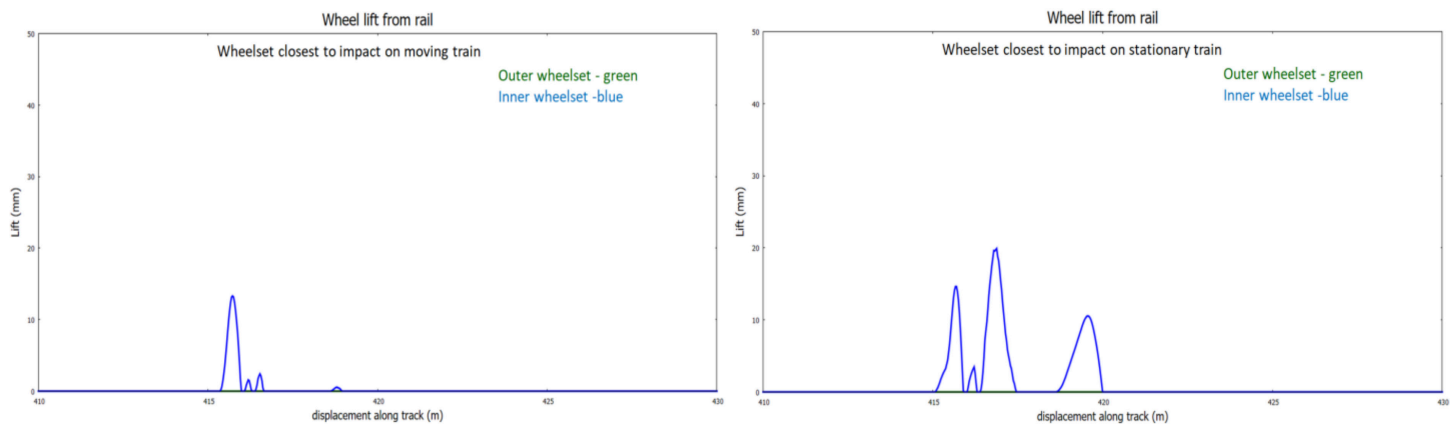 Wheel lift from rail
50
Wheelset closest to impact on moving train
Outer wheelset - green
Inner wheelset -blue
40
30
Lift (mm)
20
10
0
410
415
420
425
430
displacement along track (m)
Wheel lift from rail
50
Wheelset closest to impact on stationary train
Outer wheelset - green
Inner wheelset -blue
40
30
Lift (mm)
20
10
0
410
415
420
425
430
displacement along track (m)